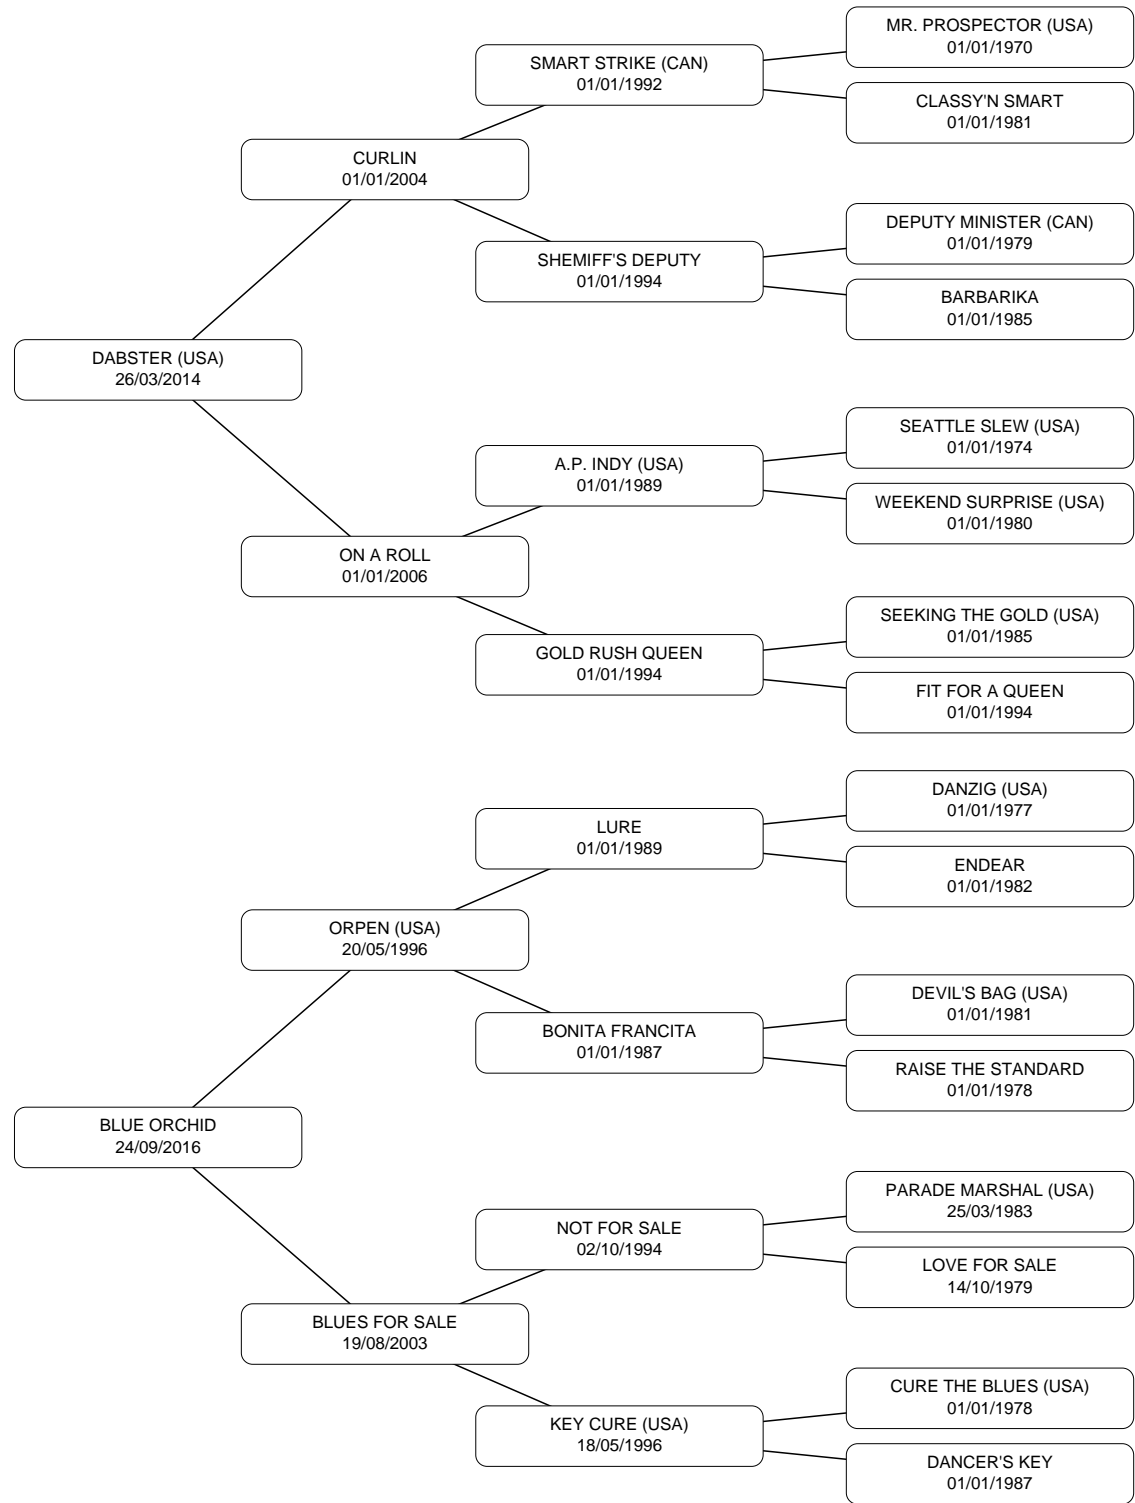 MR. PROSPECTOR (USA)
01/01/1970
SMART STRIKE (CAN)
01/01/1992
CLASSY'N SMART
01/01/1981
CURLIN
01/01/2004
DEPUTY MINISTER (CAN)
01/01/1979
SHEMIFF'S DEPUTY
01/01/1994
BARBARIKA
01/01/1985
DABSTER (USA)
26/03/2014
SEATTLE SLEW (USA)
01/01/1974
A.P. INDY (USA)
01/01/1989
WEEKEND SURPRISE (USA)
01/01/1980
ON A ROLL
01/01/2006
SEEKING THE GOLD (USA)
01/01/1985
GOLD RUSH QUEEN
01/01/1994
FIT FOR A QUEEN
01/01/1994
DANZIG (USA)
01/01/1977
LURE
01/01/1989
ENDEAR
01/01/1982
ORPEN (USA)
20/05/1996
DEVIL'S BAG (USA)
01/01/1981
BONITA FRANCITA
01/01/1987
RAISE THE STANDARD
01/01/1978
BLUE ORCHID
24/09/2016
PARADE MARSHAL (USA)
25/03/1983
NOT FOR SALE
02/10/1994
LOVE FOR SALE
14/10/1979
BLUES FOR SALE
19/08/2003
CURE THE BLUES (USA)
01/01/1978
KEY CURE (USA)
18/05/1996
DANCER'S KEY
01/01/1987